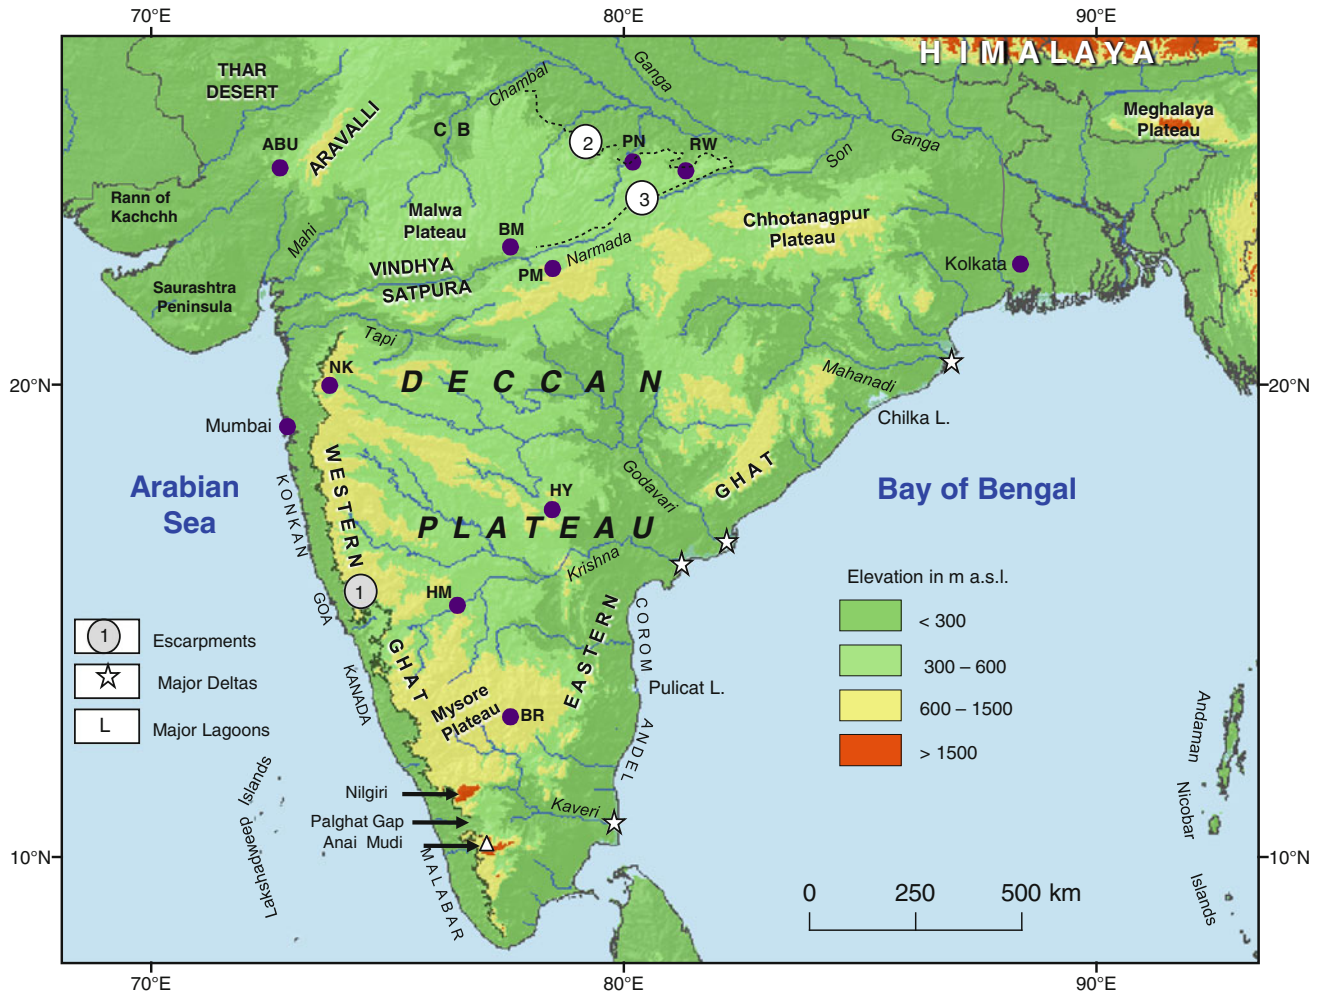 70°E
80°E
90°E
HIMALAYA
THAR
DESERT
ARAVALLI
ABU
Chambal
Ganga
C B
2
PN
RW
Son
Ganga
Meghalaya
Plateau
Rann of
Kachchh
Mahi
Malwa
Plateau
BM
3
Chhotanagpur
Plateau
Narmada
VINDHYA
PM
SATPURA
Kolkata
Saurashtra
Peninsula
Tapi
NK
DECCAN
Mahanadi
20°N
20°N
Mumbai
Chilka L.
WESTERN
GHAT
Godavari
Arabian
Sea
KONKAN
HY
Bay of Bengal
PLATEAU
Krishna
1
HM
GOA
EASTERN
COROM
ANDEL
Elevation in m a.s.l.
< 300
300 – 600
600 – 1500
> 1500
1
Escarpments
Major Deltas
L
Major Lagoons
GHAT
KANADA
Mysore
Plateau
BR
Pulicat L.
Andaman
Nicobar
Islands
Lakshadweep Islands
Nilgiri
Palghat Gap
Anai Mudi
Kaveri
MALABAR
10°N
10°N
0 250 500 km
70°E
80°E
90°E